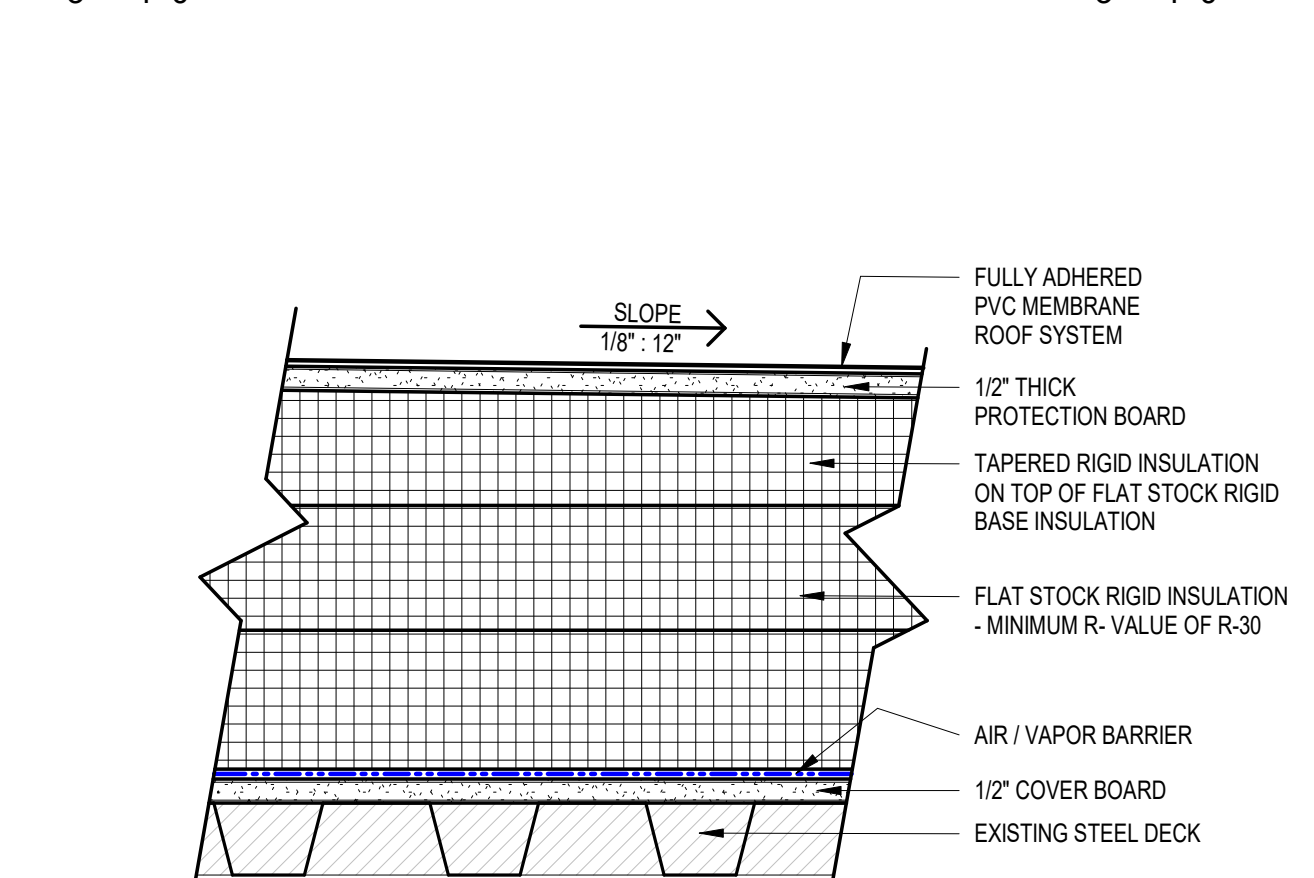 SLOPE
1/8" : 12"
FULLY ADHERED
PVC MEMBRANE
ROOF SYSTEM
1/2" THICK
PROTECTION BOARD
TAPERED RIGID INSULATION
ON TOP OF FLAT STOCK RIGID
BASE INSULATION
FLAT STOCK RIGID INSULATION
- MINIMUM R- VALUE OF R-30
AIR / VAPOR BARRIER
1/2" COVER BOARD
EXISTING STEEL DECK